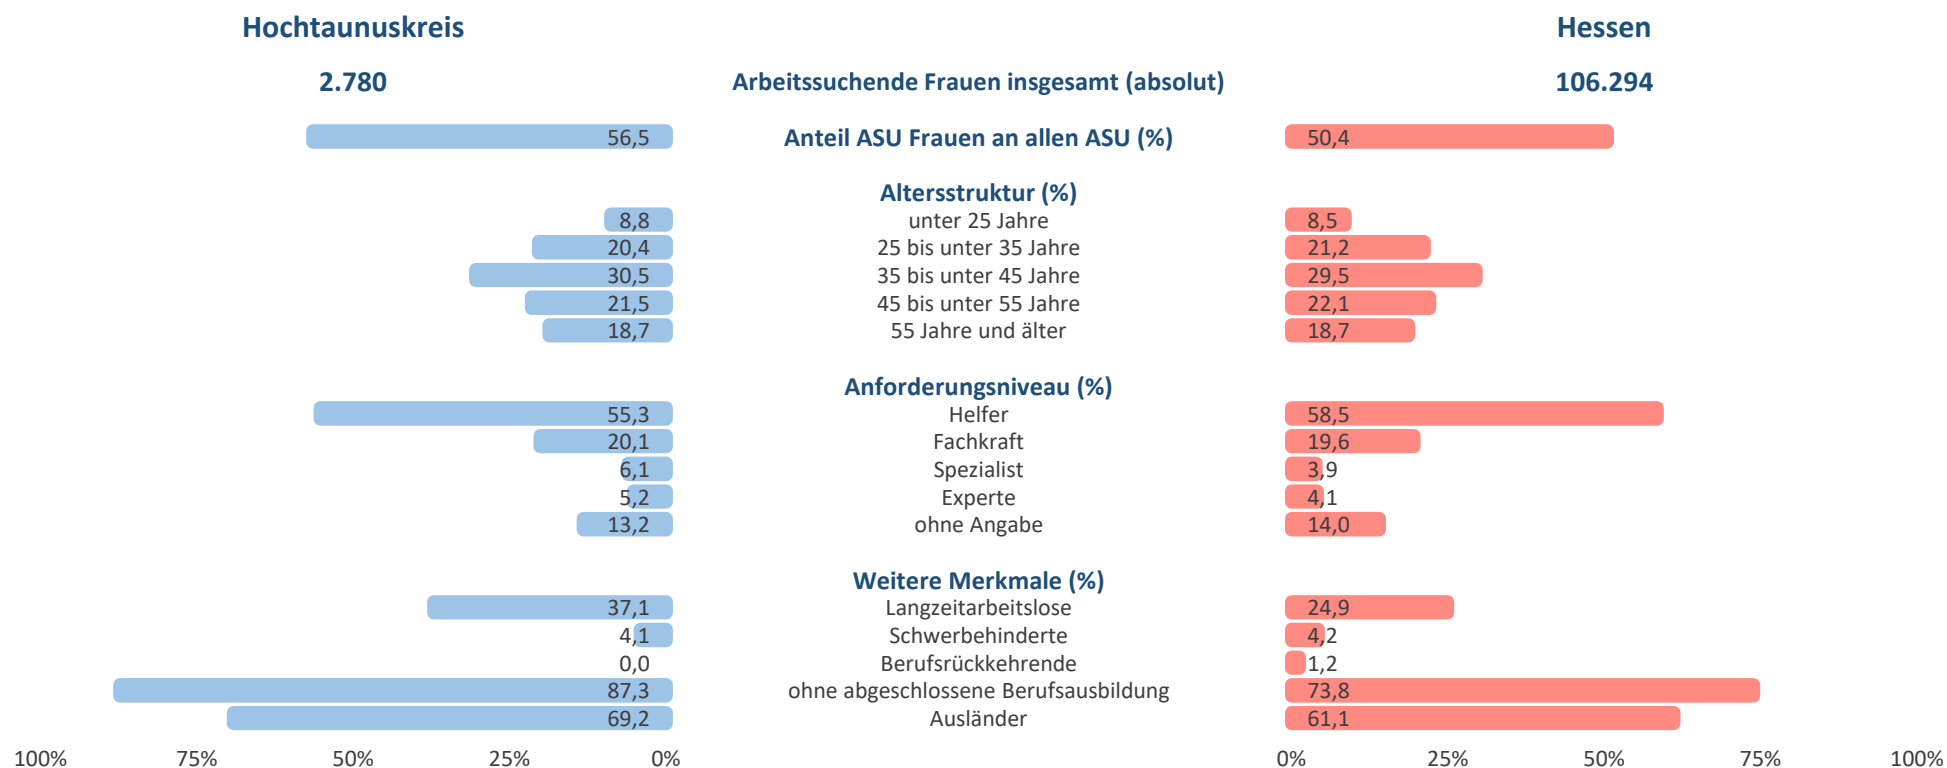 Hochtaunuskreis Hessen
2.780 Arbeitssuchende Frauen insgesamt (absolut) 106.294
56,5 Anteil ASU Frauen an allen ASU (%) 50,4
Altersstruktur (%)
8,8 unter 25 Jahre 8,5
20,4 25 bis unter 35 Jahre 21,2
30,5 35 bis unter 45 Jahre 29,5
21,5 45 bis unter 55 Jahre 22,1
18,7 55 Jahre und älter 18,7
Anforderungsniveau (%)
55,3 Helfer 58,5
20,1 Fachkraft 19,6
6,1 Spezialist 3,9
5,2 Experte 4,1
13,2 ohne Angabe 14,0
Weitere Merkmale (%)
37,1 Langzeitarbeitslose 24,9
4,1 Schwerbehinderte 4,2
0,0 Berufsrückkehrende 1,2
87,3 ohne abgeschlossene Berufsausbildung 73,8
69,2 Ausländer 61,1
100% 75% 50% 25% 0% 0% 25% 50% 75% 100%